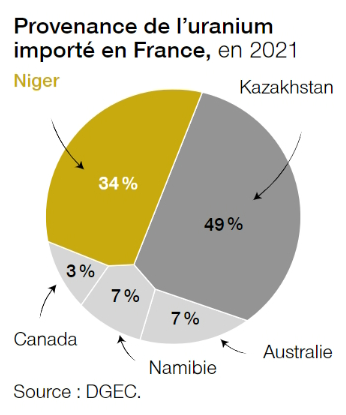 Provenance de l’uranium
importé en France, en 2021
Niger
Kazakhstan
34 %
49 %
3 %
7 %
7 %
Canada
Namibie
Australie
Source : DGEC.